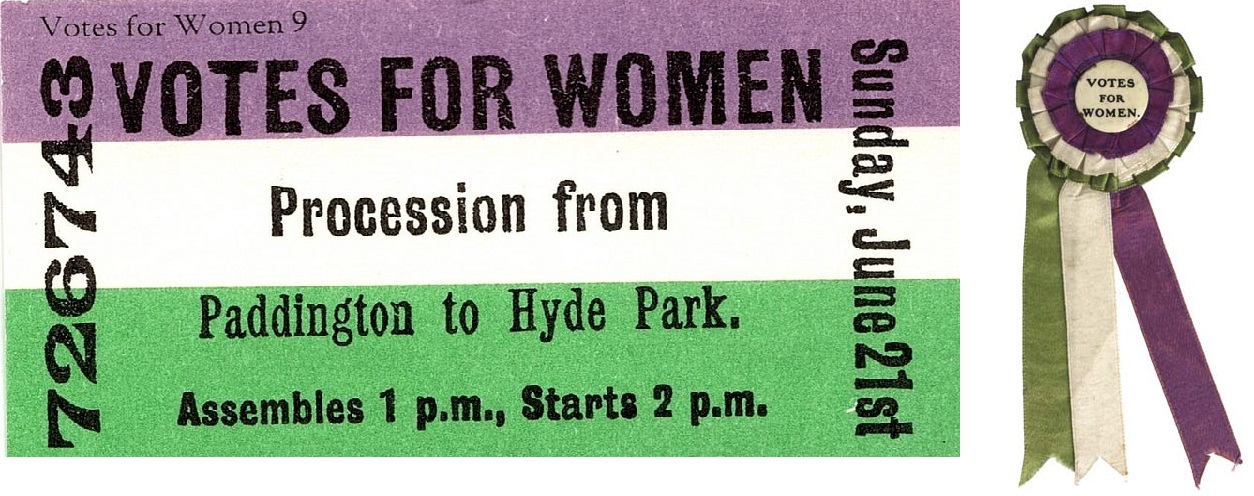 Votes for Women 9
VOTES FOR WOMEN
Procession from
Paddington to Hyde Park.
Assembles 1 p.m., Starts 2 p.m.
726743
Sunday, June 21st
VOTES
FOR
WOMEN.